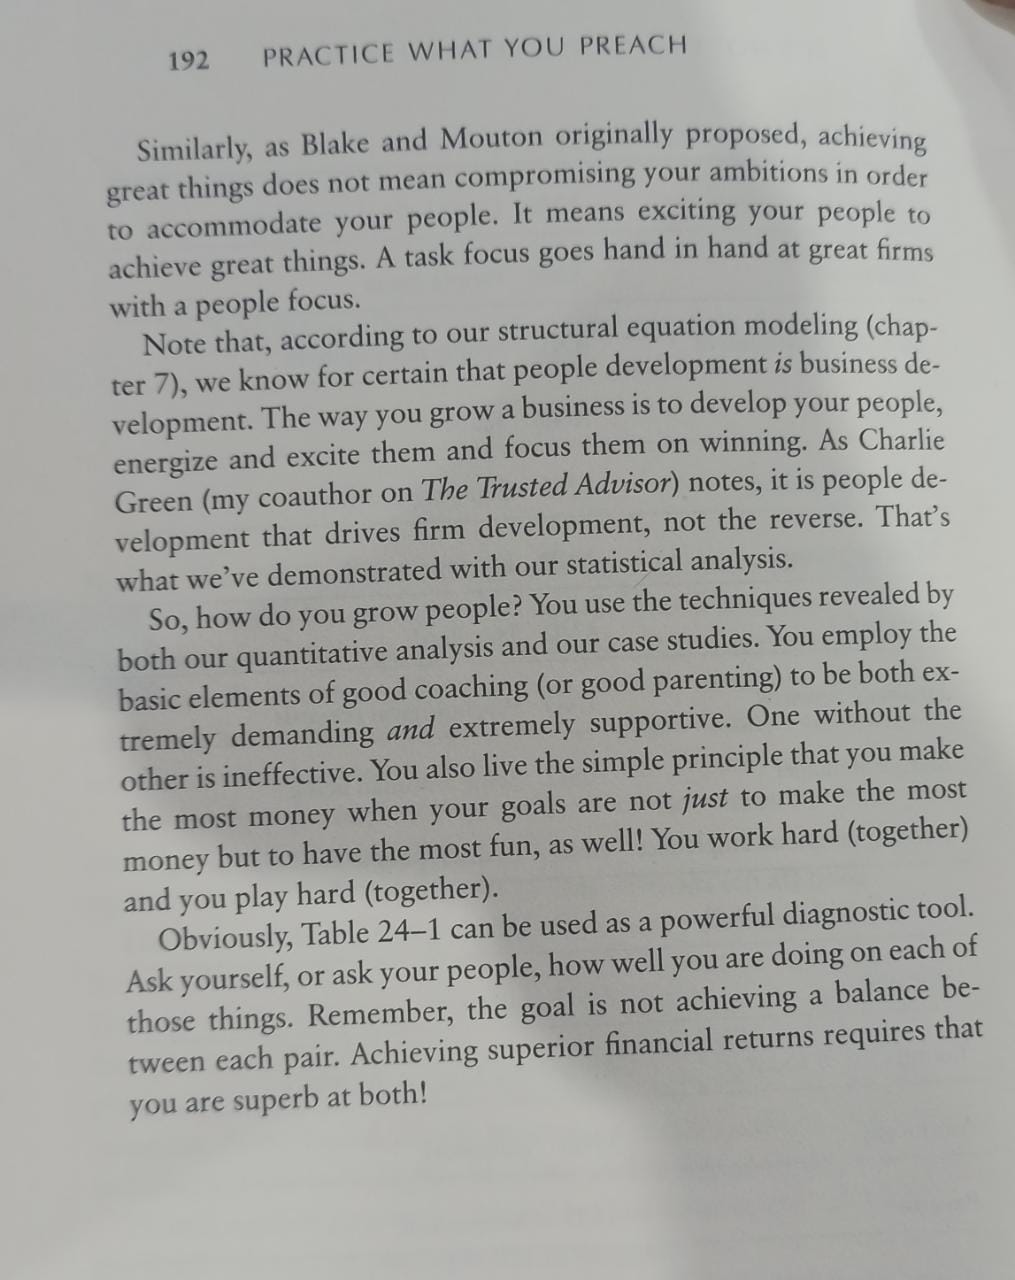 192 PRACTICE WHAT YOU PREACH
Similarly, as Blake and Mouton originally proposed, achieving
great things does not mean compromising your ambitions in order
to accommodate your people. It means exciting your people to
achieve great things. A task focus goes hand in hand at great firms
with a people focus.
Note that, according to our structural equation modeling (chap-
ter 7), we know for certain that people development is business de-
velopment. The way you grow a business is to develop your people,
energize and excite them and focus them on winning. As Charlie
Green (my coauthor on The Trusted Advisor) notes, it is people de-
velopment that drives firm development, not the reverse. That’s
what we’ve demonstrated with our statistical analysis.
So, how do you grow people? You use the techniques revealed by
both our quantitative analysis and our case studies. You employ the
basic elements of good coaching (or good parenting) to be both ex-
tremely demanding and extremely supportive. One without the
other is ineffective. You also live the simple principle that you make
the most money when your goals are not just to make the most
money but to have the most fun, as well! You work hard (together)
and you play hard (together).
Obviously, Table 24–1 can be used as a powerful diagnostic tool.
Ask yourself, or ask your people, how well you are doing on each of
those things. Remember, the goal is not achieving a balance be-
tween each pair. Achieving superior financial returns requires that
you are superb at both!